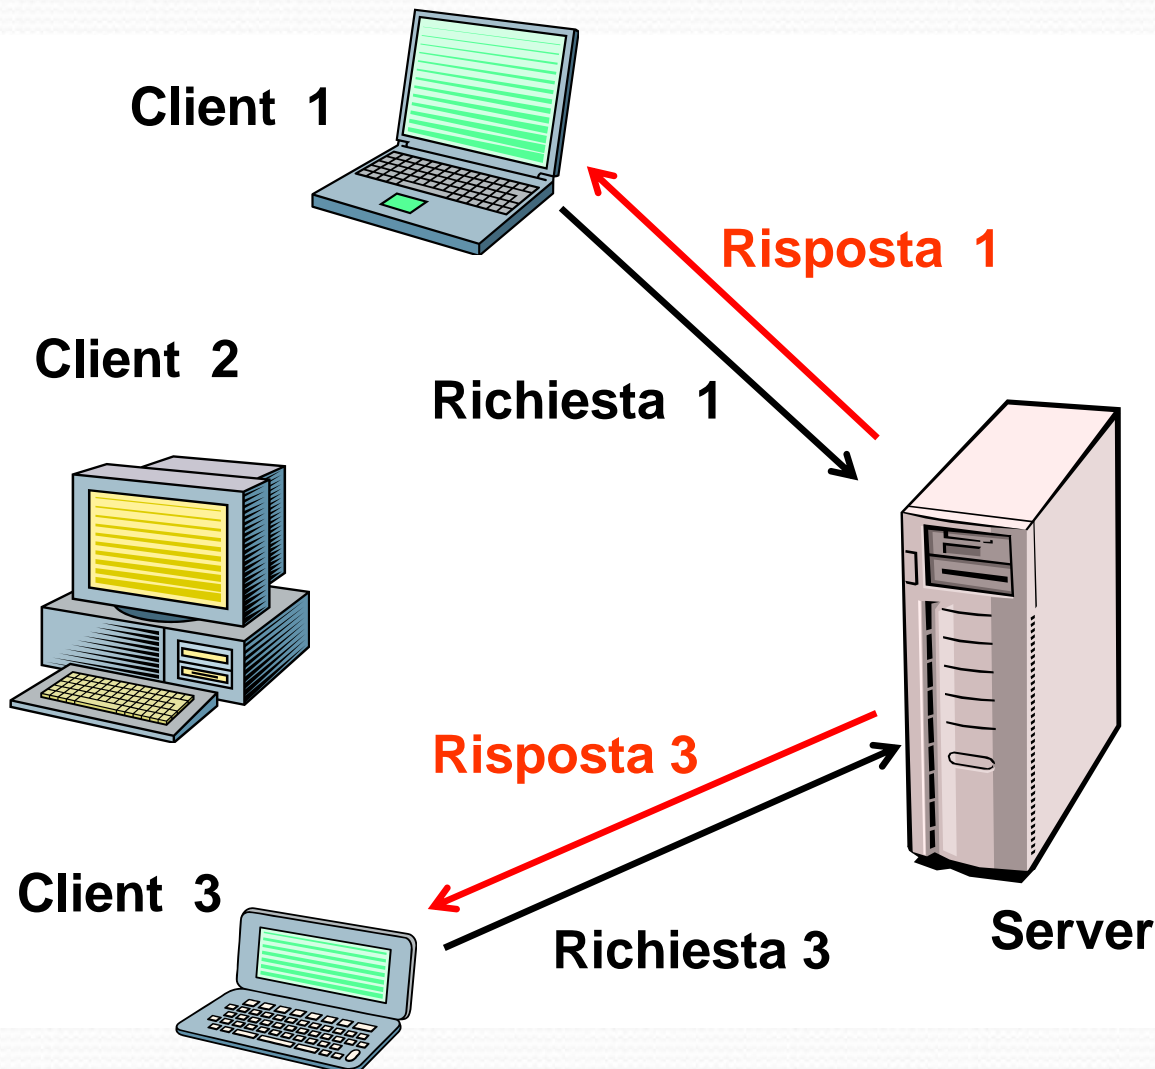 Client 1
Risposta 1
Client 2
Richiesta 1
Risposta 3
Client 3
Server
Richiesta 3